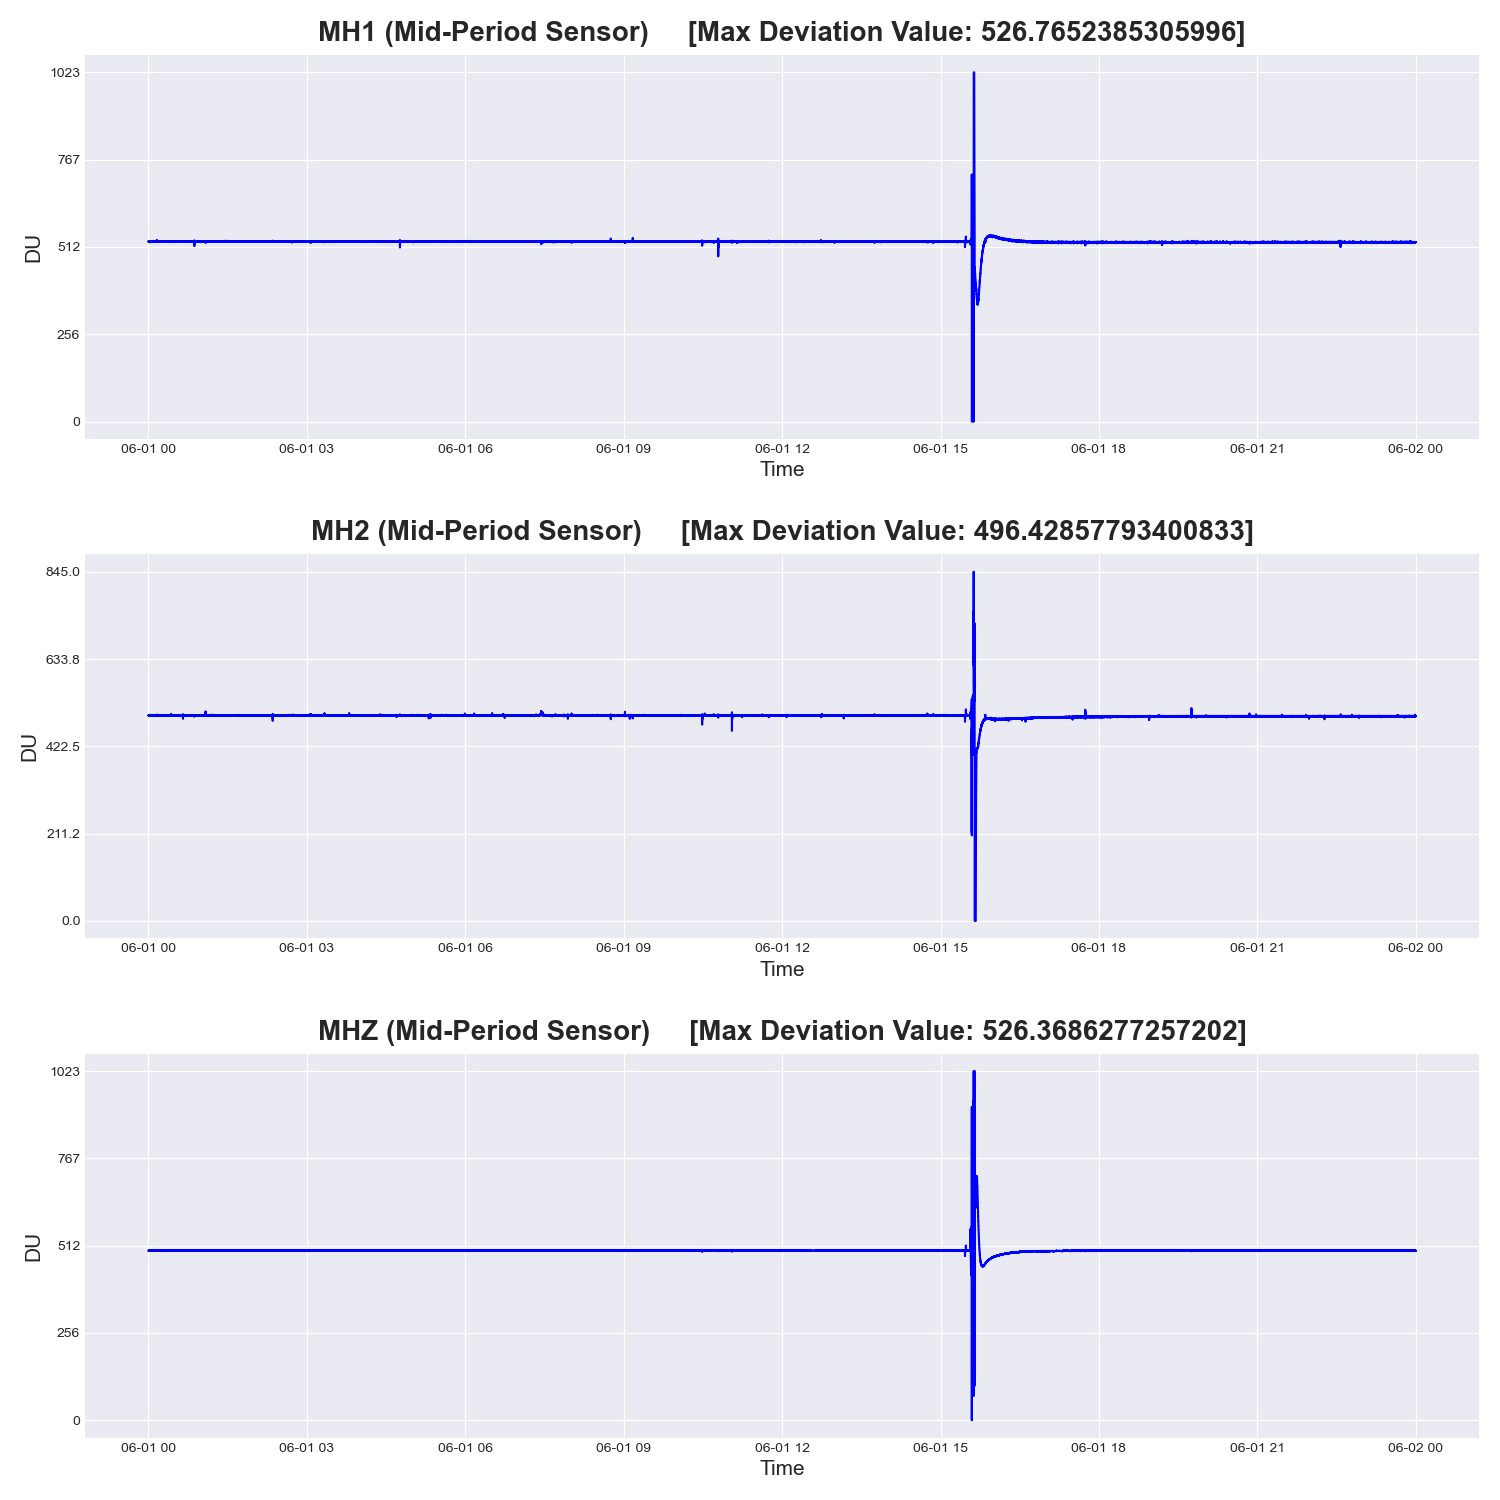 MH1 (Mid-Period Sensor) [Max Deviation Value: 526.7652385305996]
1023
767
512
256
0
DU
06-01 00 06-01 03 06-01 06 06-01 09 06-01 12 06-01 15 06-01 18 06-01 21 06-02 00
Time
MH2 (Mid-Period Sensor) [Max Deviation Value: 496.42857793400833]
845.0
633.8
422.5
211.2
0.0
DU
06-01 00 06-01 03 06-01 06 06-01 09 06-01 12 06-01 15 06-01 18 06-01 21 06-02 00
Time
MHZ (Mid-Period Sensor) [Max Deviation Value: 526.3686277257202]
1023
767
512
256
0
DU
06-01 00 06-01 03 06-01 06 06-01 09 06-01 12 06-01 15 06-01 18 06-01 21 06-02 00
Time